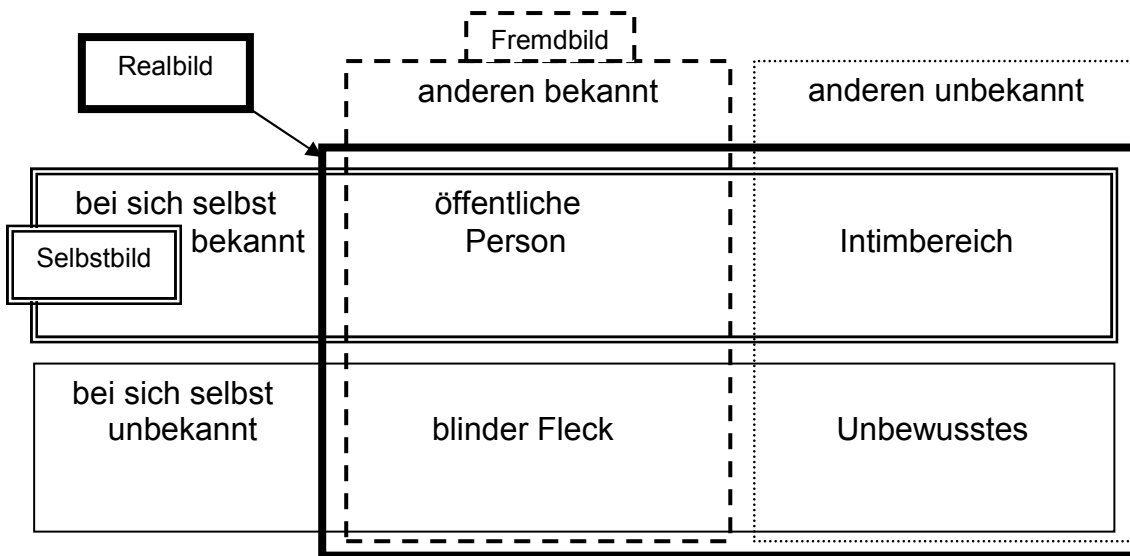 Fremdbild
Realbild
anderen bekannt
anderen unbekannt
bei sich selbst
bekannt
öffentliche
Person
Intimbereich
Selbstbild
bei sich selbst
unbekannt
blinder Fleck
Unbewusstes